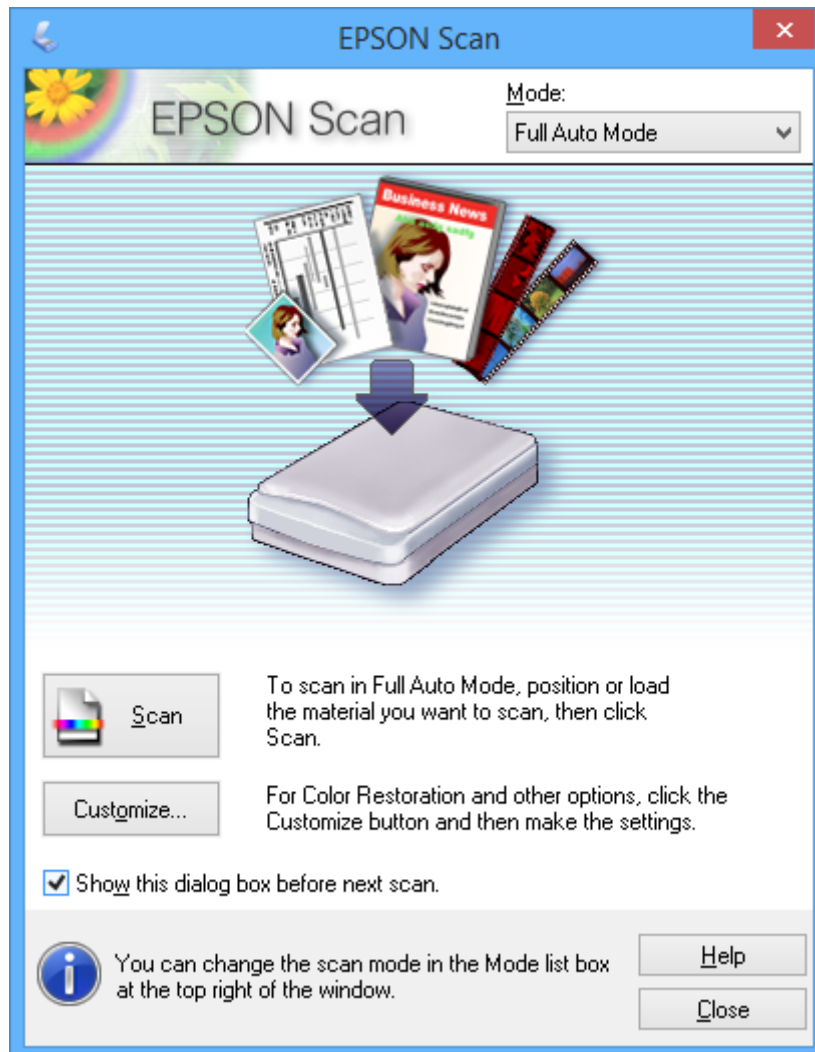 EPSON Scan
EPSON Scan
Mode:
Full Auto Mode
Business News
Scan
To scan in Full Auto Mode, position or load
the material you want to scan, then click
Scan.
Customize...
For Color Restoration and other options, click the
Customize button and then make the settings.
Show this dialog box before next scan.
You can change the scan mode in the Mode list box
at the top right of the window.
Help
Close